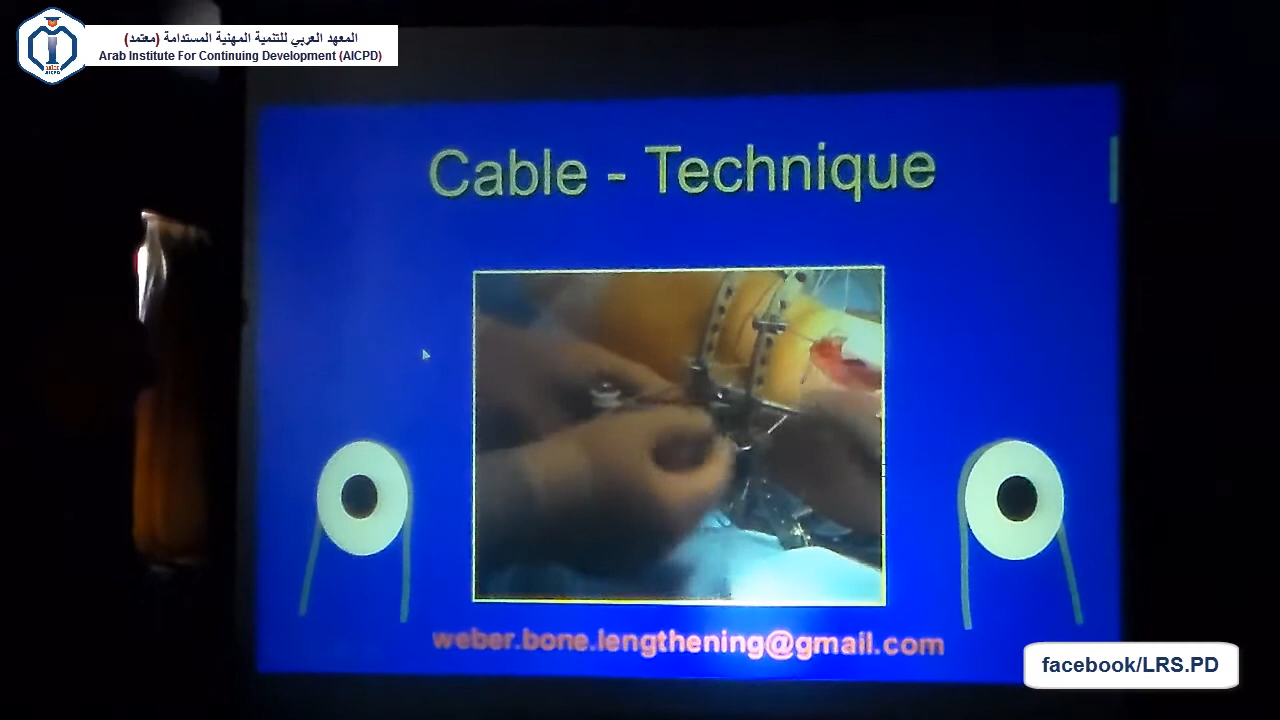 المعهد العربي للتنمية المهنية المستدامة (معتمد)
Arab Institute For Continuing Development (AICPD)
Cable - Technique
weber.bone.lengthening@gmail.com
facebook/LRS.PD